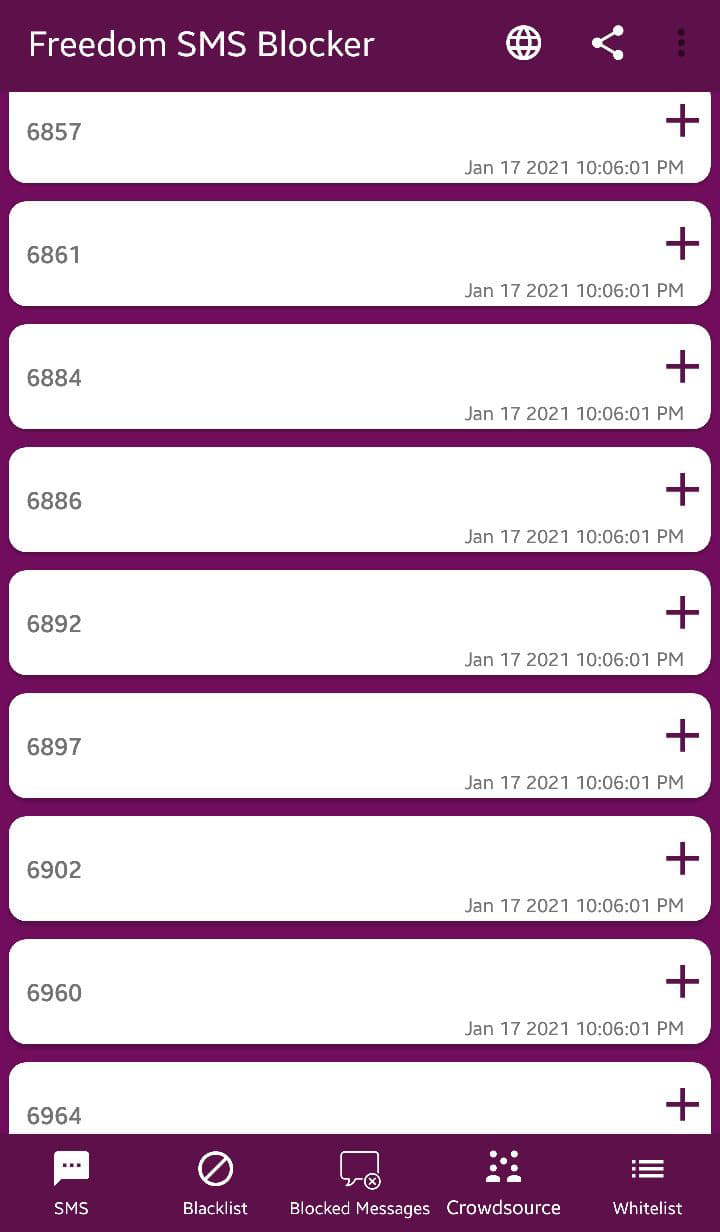 Freedom SMS Blocker
6857
Jan 17 2021 10:06:01 PM
6861
Jan 17 2021 10:06:01 PM
6884
Jan 17 2021 10:06:01 PM
6886
Jan 17 2021 10:06:01 PM
6892
Jan 17 2021 10:06:01 PM
6897
Jan 17 2021 10:06:01 PM
6902
Jan 17 2021 10:06:01 PM
6960
Jan 17 2021 10:06:01 PM
6964
SMS Blacklist Blocked Messages Crowdsource Whitelist